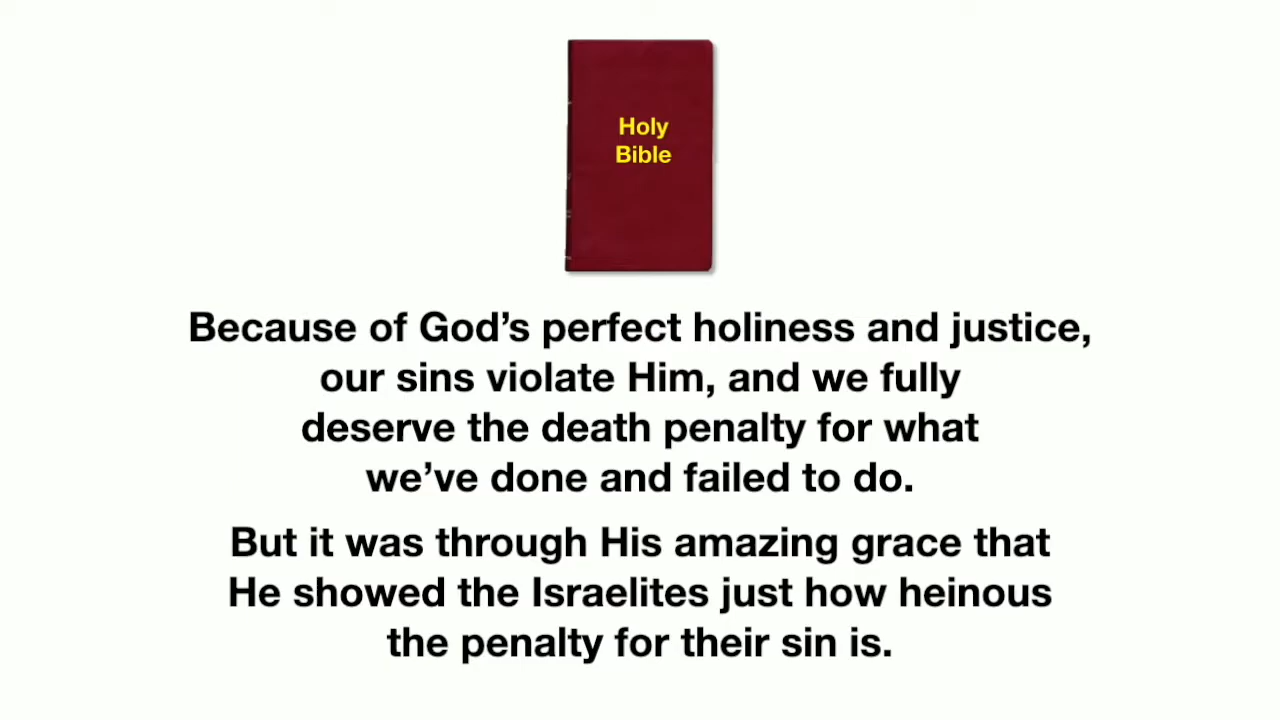 Holy
Bible
Because of God’s perfect holiness and justice,
our sins violate Him, and we fully
deserve the death penalty for what
we’ve done and failed to do.
But it was through His amazing grace that
He showed the Israelites just how heinous
the penalty for their sin is.